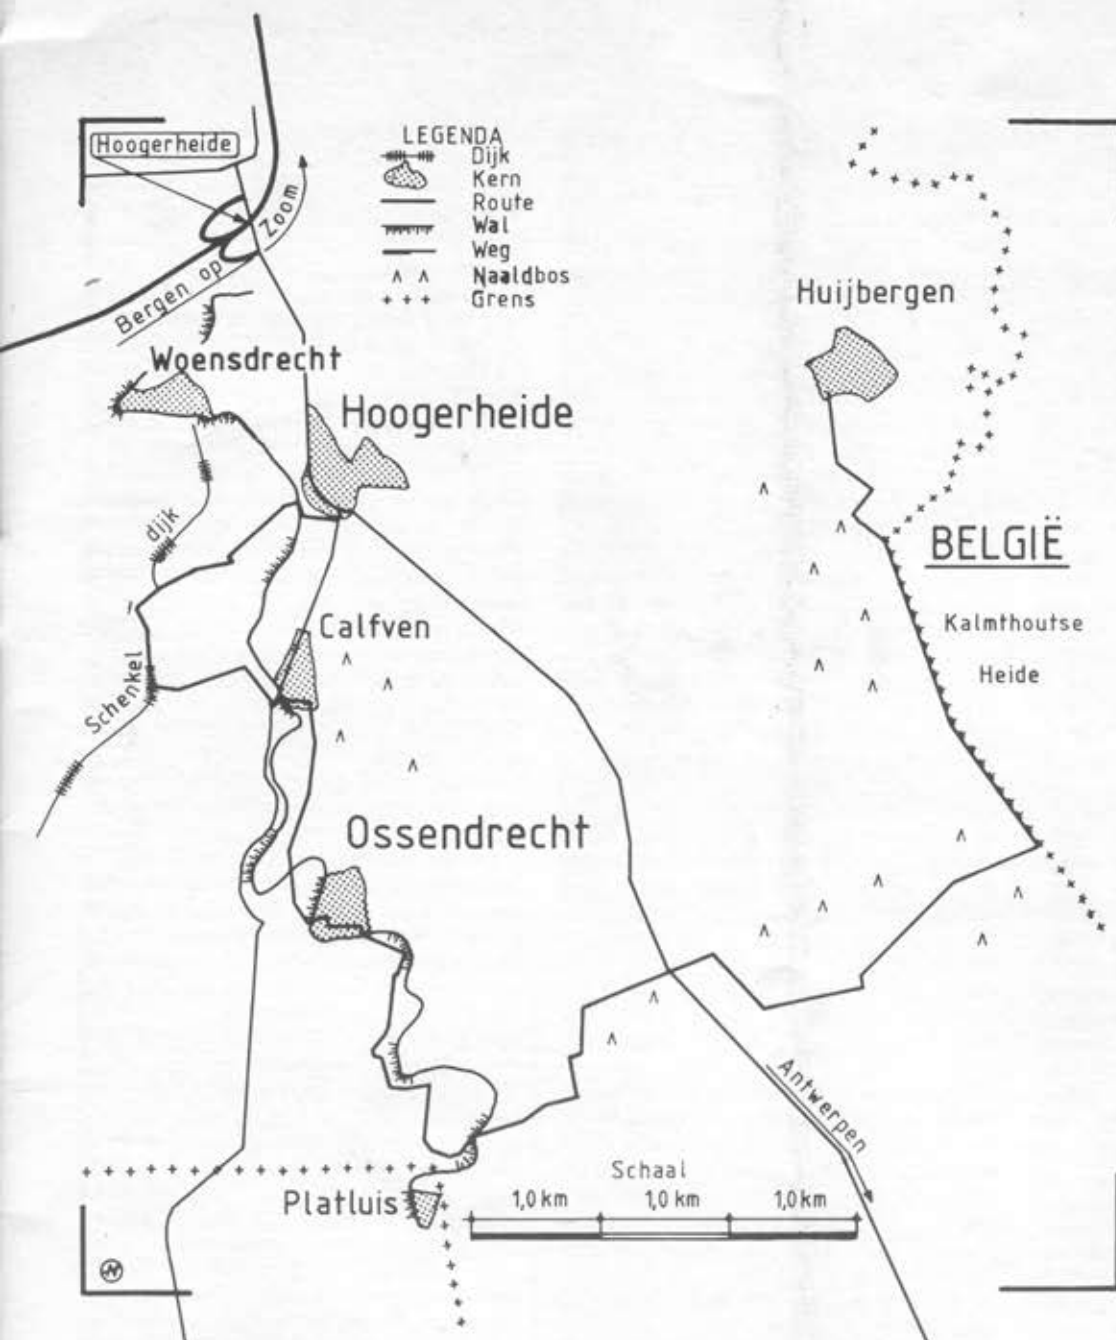 Hoogerheide
LEGENDA
Dijk
Kern
Route
Wal
Weg
Naaldbos
Grens
Bergen op Zoom
Huijbergen
Woensdrecht
Hoogerheide
dijk
BELGIË
Calfven
Kalmthoutse
Heide
Schenkel
Ossendrecht
Antwerpen
Schaal
1,0 km 1,0 km 1,0 km
Platluis
N